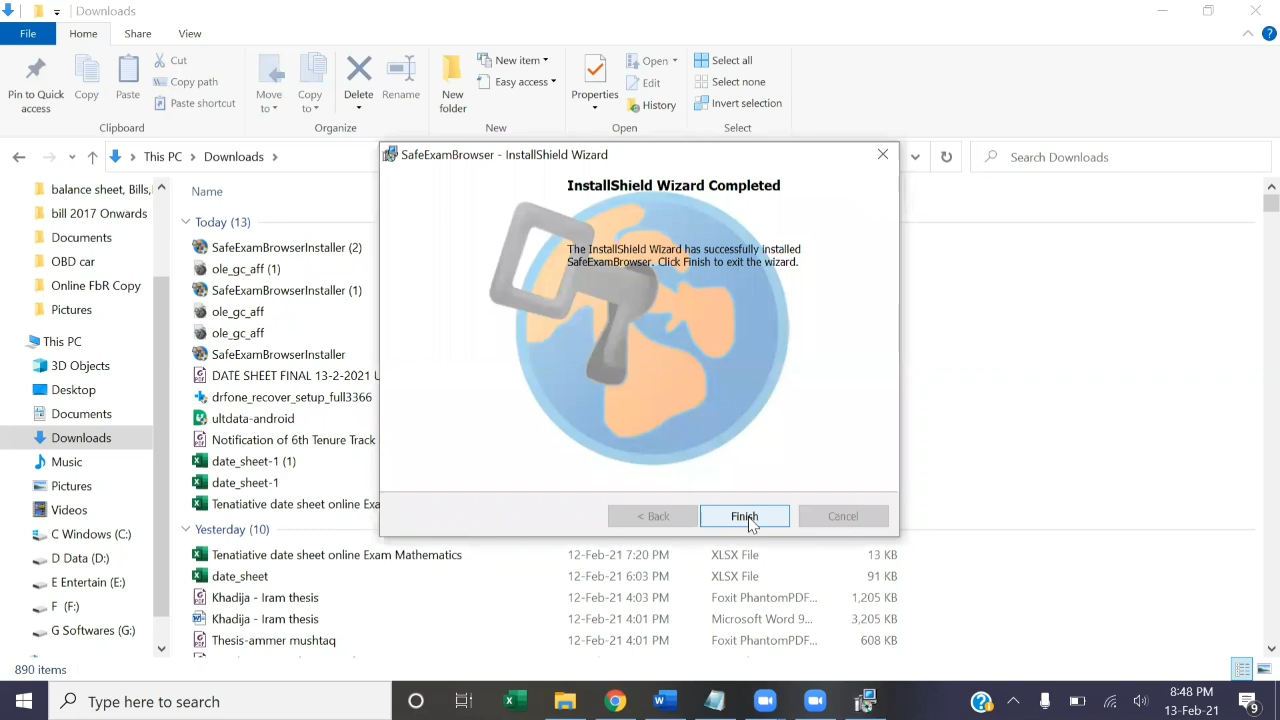 Downloads
File
Home
Share
View
Pin to Quick
access
Copy
Paste
Cut
Copy path
Paste shortcut
Clipboard
Move
to
Copy
to
Delete
Rename
Organize
New
folder
New item
Easy access
New
Properties
Open
Edit
History
Open
Select all
Select none
Invert selection
Select
This PC
Downloads
Search Downloads
balance sheet, Bills,
bill 2017 Onwards
Documents
OBD car
Online FbR Copy
Pictures
This PC
3D Objects
Desktop
Documents
Downloads
Music
Pictures
Videos
C Windows (C:)
D Data (D:)
E Entertain (E:)
F (F:)
G Softwares (G:)
Name
Today (13)
SafeExamBrowserInstaller (2)
ole_gc_aff (1)
SafeExamBrowserInstaller (1)
ole_gc_aff
ole_gc_aff
SafeExamBrowserInstaller
DATE SHEET FINAL 13-2-2021 U
drfone_recover_setup_full3366
ultdata-android
Notification of 6th Tenure Track
date_sheet-1 (1)
date_sheet-1
Tenatiative date sheet online Exa
Yesterday (10)
Tenatiative date sheet online Exam Mathematics 12-Feb-21 7:20 PM XLSX File 13 KB
date_sheet 12-Feb-21 6:03 PM XLSX File 91 KB
Khadija - Iram thesis 12-Feb-21 4:03 PM Foxit PhantomPDF... 1,205 KB
Khadija - Iram thesis 12-Feb-21 4:01 PM Microsoft Word 9... 3,205 KB
Thesis-ammer mushtaq 12-Feb-21 4:01 PM Foxit PhantomPDF... 608 KB
SafeExamBrowser - InstallShield Wizard
InstallShield Wizard Completed
The InstallShield Wizard has successfully installed
SafeExamBrowser. Click Finish to exit the wizard.
< Back
Finish
Cancel
890 items
Type here to search
8:48 PM
13-Feb-21
9